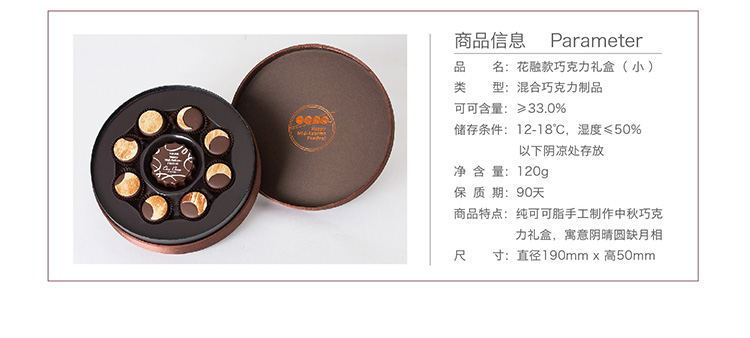 商品信息 Parameter
品 名：花融款巧克力礼盒（小）
类 型：混合巧克力制品
可可含量：≥33.0%
储存条件：12-18℃，湿度≤50%
以下阴凉处存放
净 含 量：120g
保 质 期：90天
商品特点：纯可可脂手工制作中秋巧克
力礼盒，寓意阴晴圆缺月相
尺 寸：直径190mm x 高50mm
Happy
Mid-Autumn
Festival